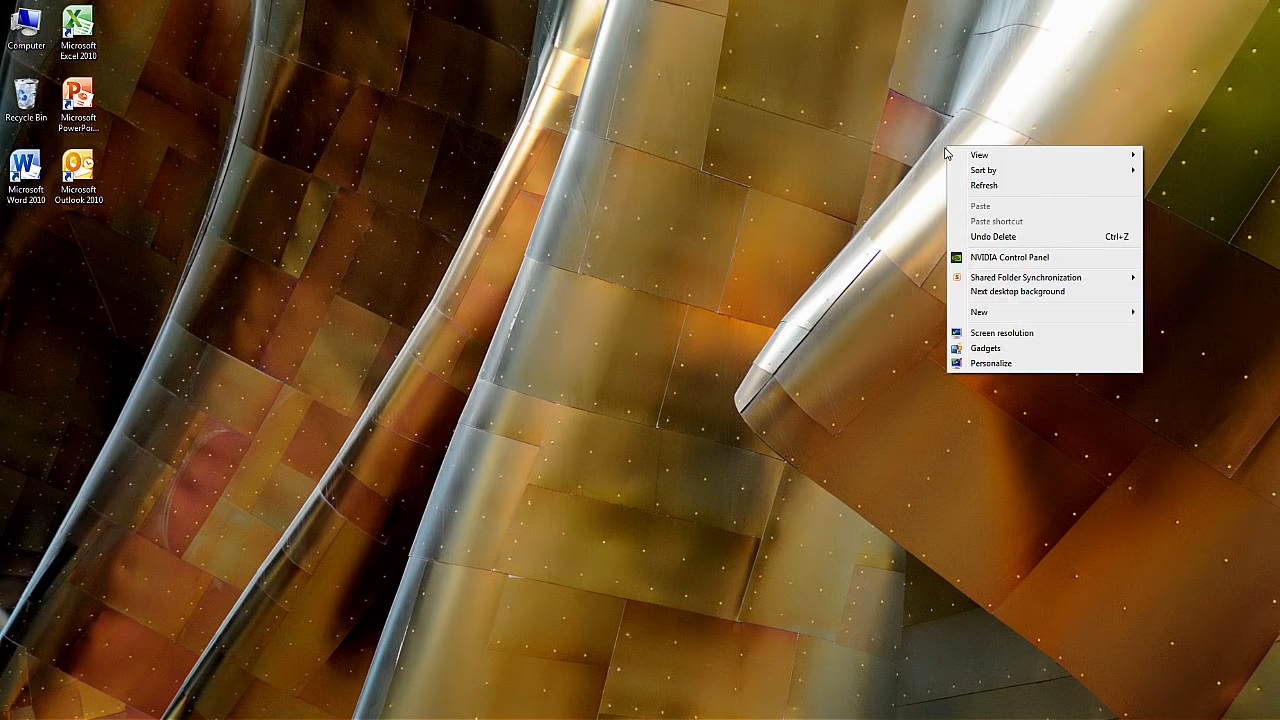 Computer
Microsoft
Excel 2010
Recycle Bin
Microsoft
PowerPoi...
Microsoft
Word 2010
Microsoft
Outlook 2010
View
Sort by
Refresh
Paste
Paste shortcut
Undo Delete Ctrl+Z
NVIDIA Control Panel
Shared Folder Synchronization
Next desktop background
New
Screen resolution
Gadgets
Personalize